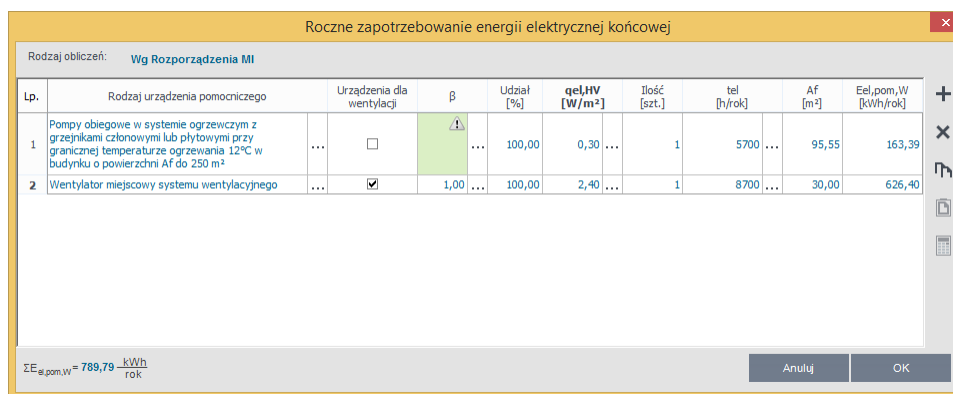 Roczne zapotrzebowanie energii elektrycznej końcowej
Rodzaj obliczeń: Wg Rozporządzenia MI
Lp. Rodzaj urządzenia pomocniczego Urządzenia dla wentylacji β Udział [%] qel,HV [W/m²] Ilość [szt.] tel [h/rok] Af [m²] Eel,pom,W [kWh/rok]
1 Pompy obiegowe w systemie ogrzewczym z
grzejnikami członowymi lub płytowymi przy
granicznej temperaturze ogrzewania 12ºC w
budynku o powierzchni Af do 250 m²
... ... 100,00 0,30 ... 1 5700 ... 95,55 163,39
2 Wentylator miejscowy systemu wentylacyjnego ... 1,00 ... 100,00 2,40 ... 1 8700 ... 30,00 626,40
ΣEel,pom,W= 789,79 kWh
rok
Anuluj OK